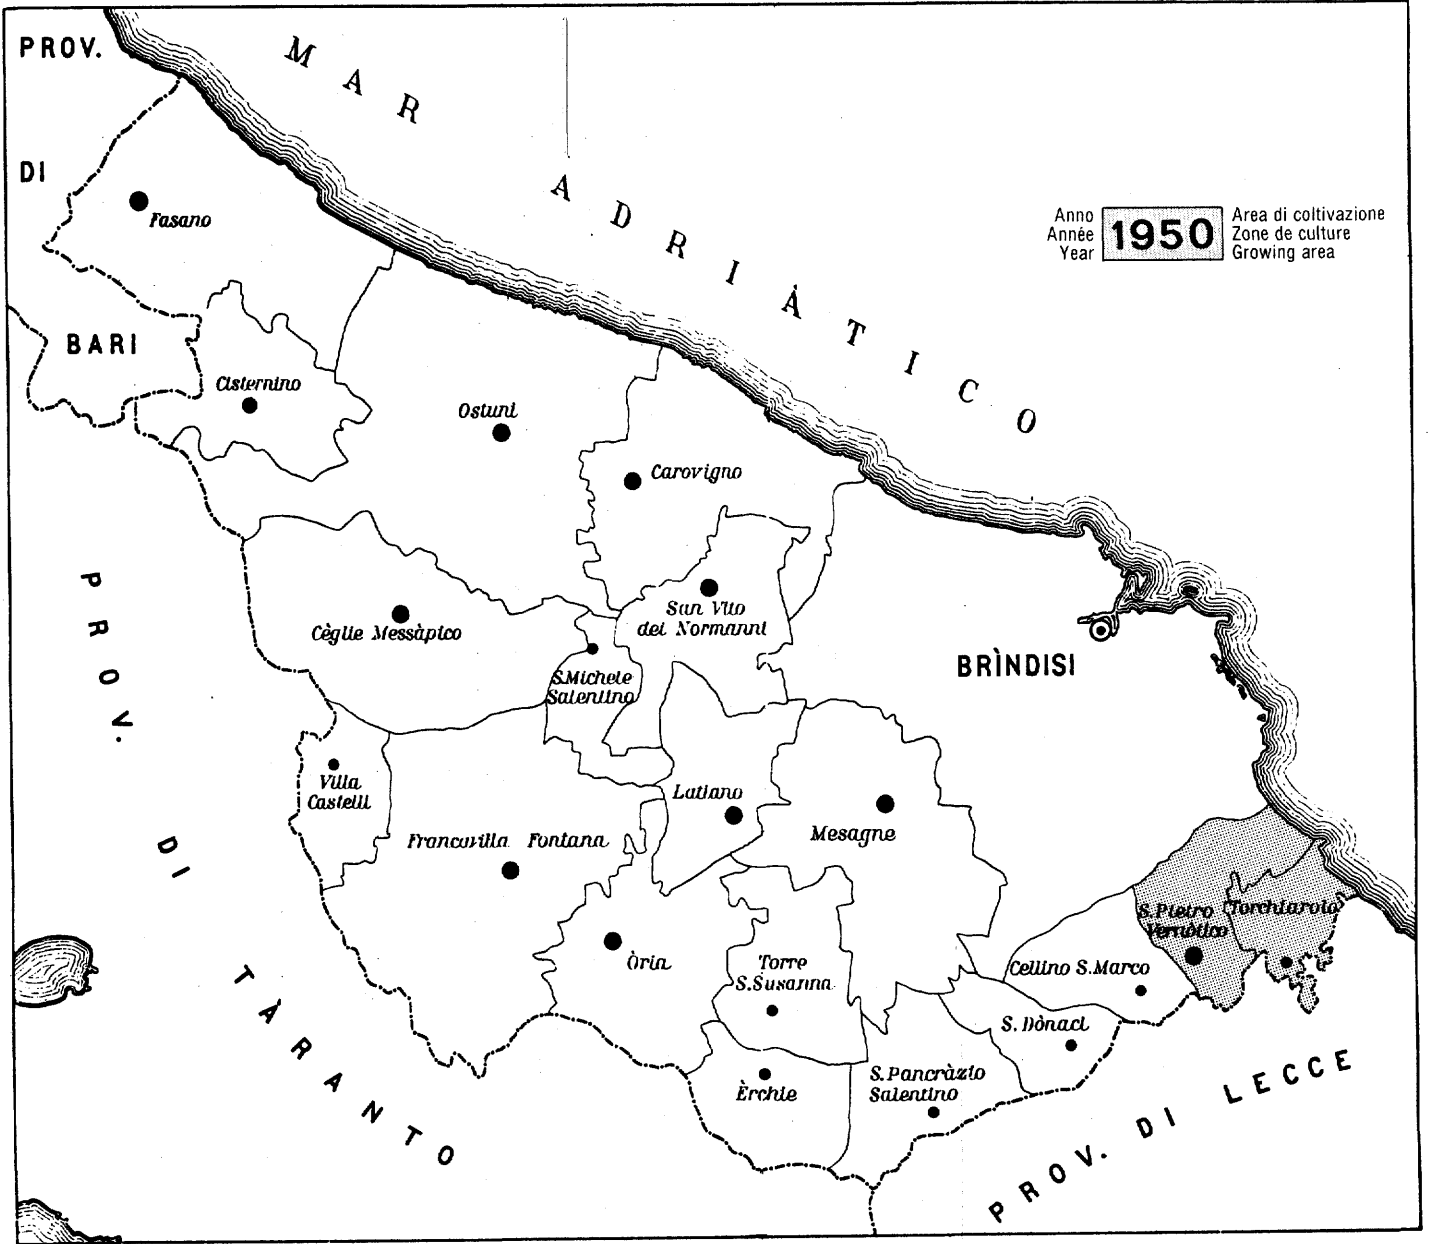 PROV.
DI
BARI
MAR ADRIÀTICO
Anno
Année
Year
1950
Area di coltivazione
Zone de culture
Growing area
Fasano
Cisternino
Ostuni
Carovigno
San Vito
dei Normanni
Cèglie Messàpico
S.Michele
Salentino
BRÌNDISI
Villa
Castelli
Francavilla Fontana
Latiano
Mesagne
S.Pietro
Vernòtico
Torchiarolo
Òria
Torre
S.Susanna
Cellino S.Marco
S. Dònaci
Èrchie
S.Pancràzio
Salentino
PROV. DI TÀRANTO
PROV. DI LECCE